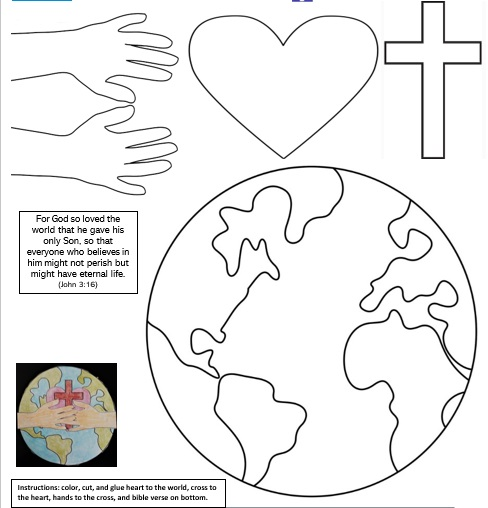 For God so loved the
world that he gave his
only Son, so that
everyone who believes in
him might not perish but
might have eternal life.
(John 3:16)
Instructions: color, cut, and glue heart to the world, cross to
the heart, hands to the cross, and bible verse on bottom.